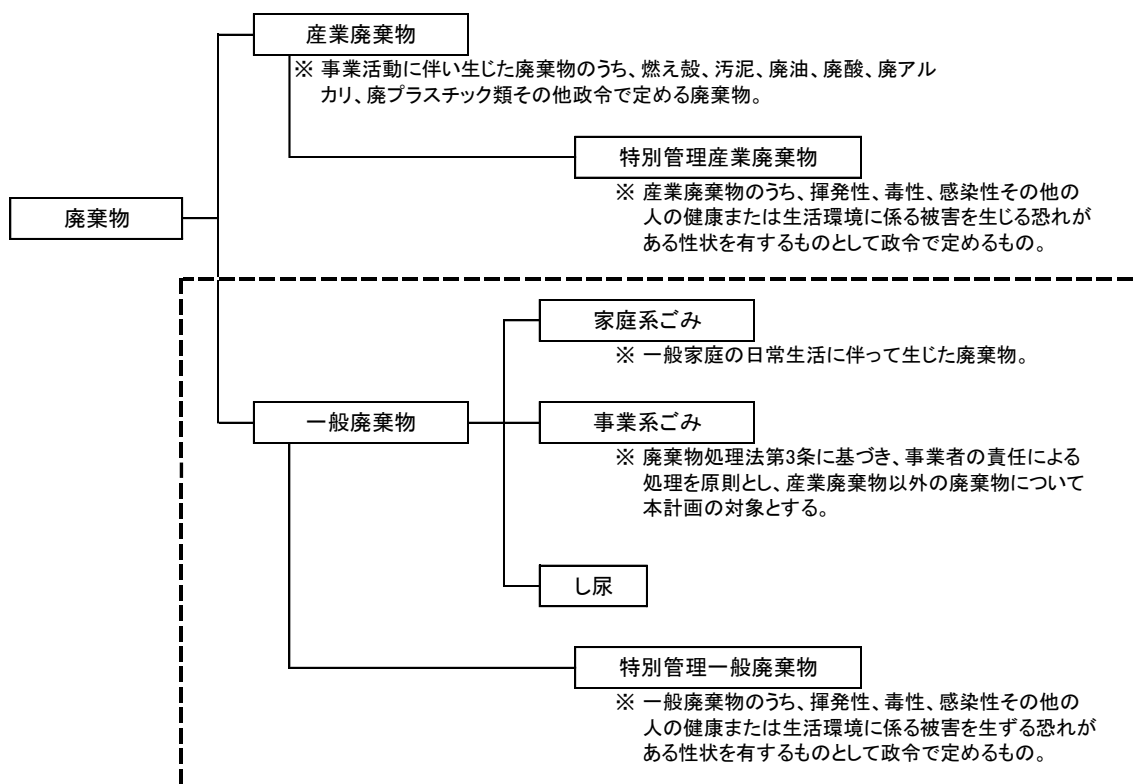 産業廃棄物
※ 事業活動に伴い生じた廃棄物のうち、燃え殻、汚泥、廃油、廃酸、廃アル
カリ、廃プラスチック類その他政令で定める廃棄物。
特別管理産業廃棄物
※ 産業廃棄物のうち、揮発性、毒性、感染性その他の
人の健康または生活環境に係る被害を生じる恐れが
ある性状を有するものとして政令で定めるもの。
廃棄物
家庭系ごみ
※ 一般家庭の日常生活に伴って生じた廃棄物。
一般廃棄物
事業系ごみ
※ 廃棄物処理法第3条に基づき、事業者の責任による
処理を原則とし、産業廃棄物以外の廃棄物について
本計画の対象とする。
し尿
特別管理一般廃棄物
※ 一般廃棄物のうち、揮発性、毒性、感染性その他の
人の健康または生活環境に係る被害を生ずる恐れが
ある性状を有するものとして政令で定めるもの。